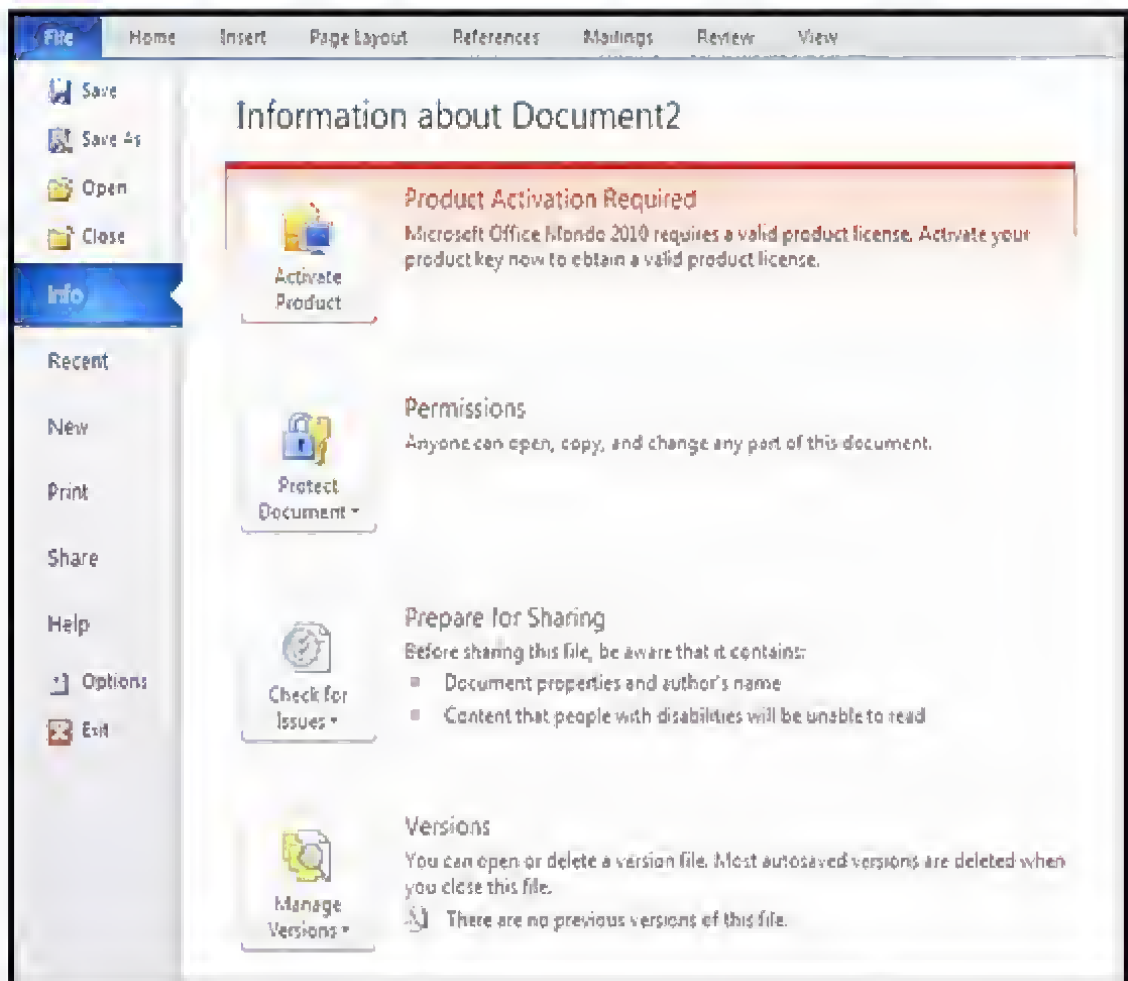 File Home Insert Page Layout References Mailings Review View
Save
Save As
Open
Close
Info
Recent
New
Print
Share
Help
Options
Exit
Information about Document2
Activate
Product
Product Activation Required
Microsoft Office Mondo 2010 requires a valid product license. Activate your
product key now to obtain a valid product license.
Protect
Document
Permissions
Anyone can open, copy, and change any part of this document.
Check for
Issues
Prepare for Sharing
Before sharing this file, be aware that it contains:
Document properties and author's name
Content that people with disabilities will be unable to read
Manage
Versions
Versions
You can open or delete a version file. Most autosaved versions are deleted when
you close this file.
There are no previous versions of this file.